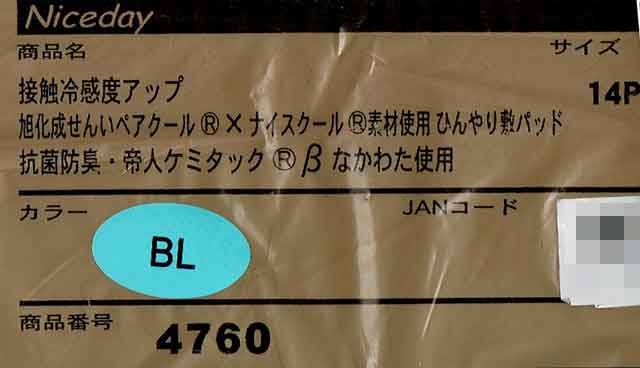 Niceday
商品名 サイズ
接触冷感度アップ 14P
旭化成せんいペアクール®×ナイスクール®素材使用 ひんやり敷パッド
抗菌防臭・帝人ケミタック®βなかわた使用
カラー BL JANコード
商品番号 4760